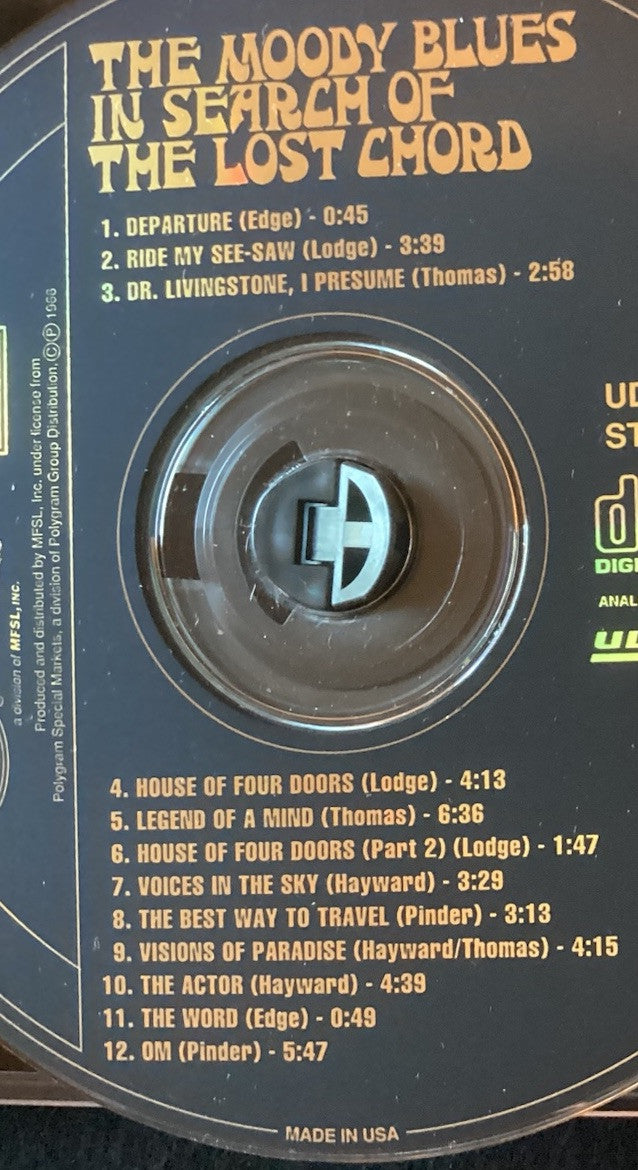 THE MOODY BLUES
IN SEARCH OF
THE LOST CHORD
1. DEPARTURE (Edge) - 0:45
2. RIDE MY SEE-SAW (Lodge) - 3:39
3. DR. LIVINGSTONE, I PRESUME (Thomas) - 2:58
a division of MFSL, INC.
Produced and distributed by MFSL, Inc. under license from
Polygram Special Markets, a division of Polygram Group Distribution, ©℗ 1968
UD
ST
d
DIGI
ANAL
UD
4. HOUSE OF FOUR DOORS (Lodge) - 4:13
5. LEGEND OF A MIND (Thomas) - 6:36
6. HOUSE OF FOUR DOORS (Part 2) (Lodge) - 1:47
7. VOICES IN THE SKY (Hayward) - 3:29
8. THE BEST WAY TO TRAVEL (Pinder) - 3:13
9. VISIONS OF PARADISE (Hayward/Thomas) - 4:15
10. THE ACTOR (Hayward) - 4:39
11. THE WORD (Edge) - 0:49
12. OM (Pinder) - 5:47
MADE IN USA